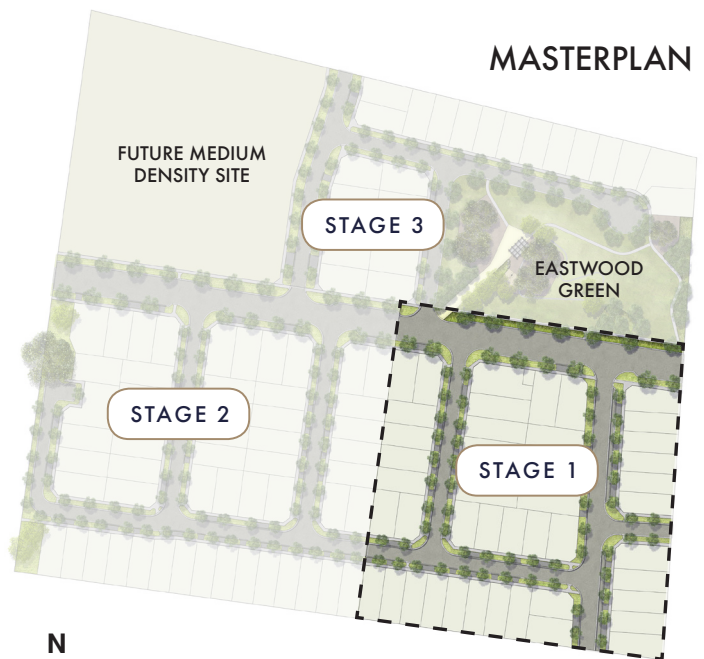 MASTERPLAN
FUTURE MEDIUM
DENSITY SITE
STAGE 3
EASTWOOD
GREEN
STAGE 2
STAGE 1
N